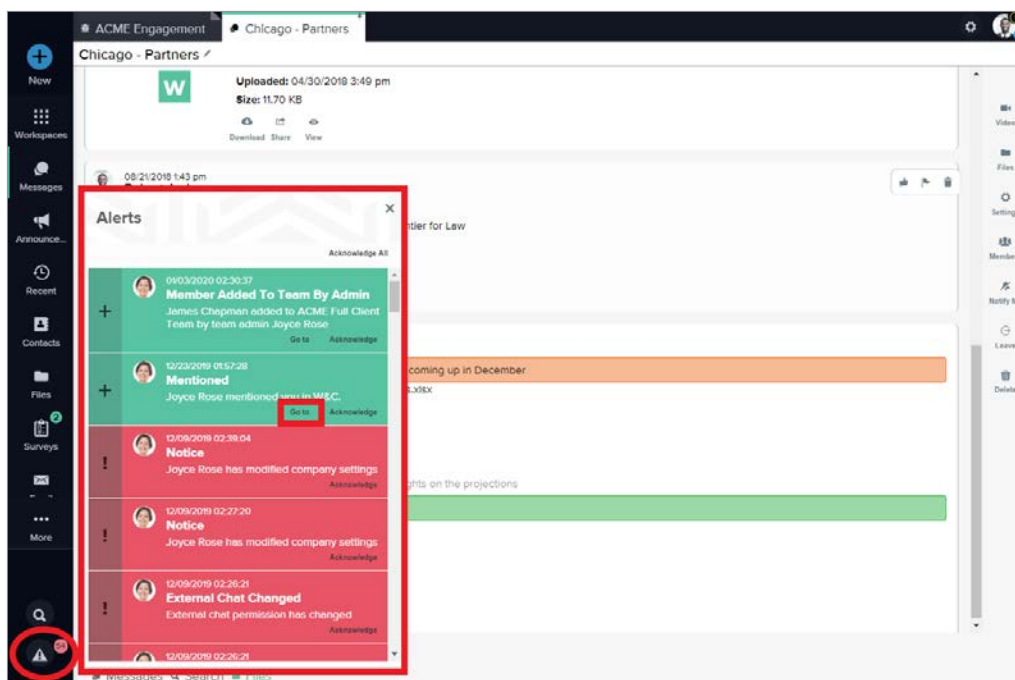 ACME Engagement
Chicago - Partners
Chicago - Partners
New
Workspaces
Messages
Announce...
Recent
Contacts
Files
Surveys
2
More
54
W
Uploaded: 04/30/2018 3:49 pm
Size: 11.70 KB
Download Share View
08/21/2018 1:43 pm
ntier for Law
coming up in December
s.xlsx
ghts on the projections
Alerts
×
Acknowledge All
01/03/2020 02:30:37
Member Added To Team By Admin
James Chapman added to ACME Full Client
Team by team admin Joyce Rose
Go to Acknowledge
12/23/2019 01:57:28
Mentioned
Joyce Rose mentioned you in W&C.
Go to Acknowledge
12/09/2019 02:39:04
Notice
Joyce Rose has modified company settings
Acknowledge
12/09/2019 02:27:20
Notice
Joyce Rose has modified company settings
Acknowledge
12/09/2019 02:26:21
External Chat Changed
External chat permission has changed
Acknowledge
12/09/2019 02:26:21
Messages Search Files
Video
Files
Setting
Member
Notify M
Leave
Delete